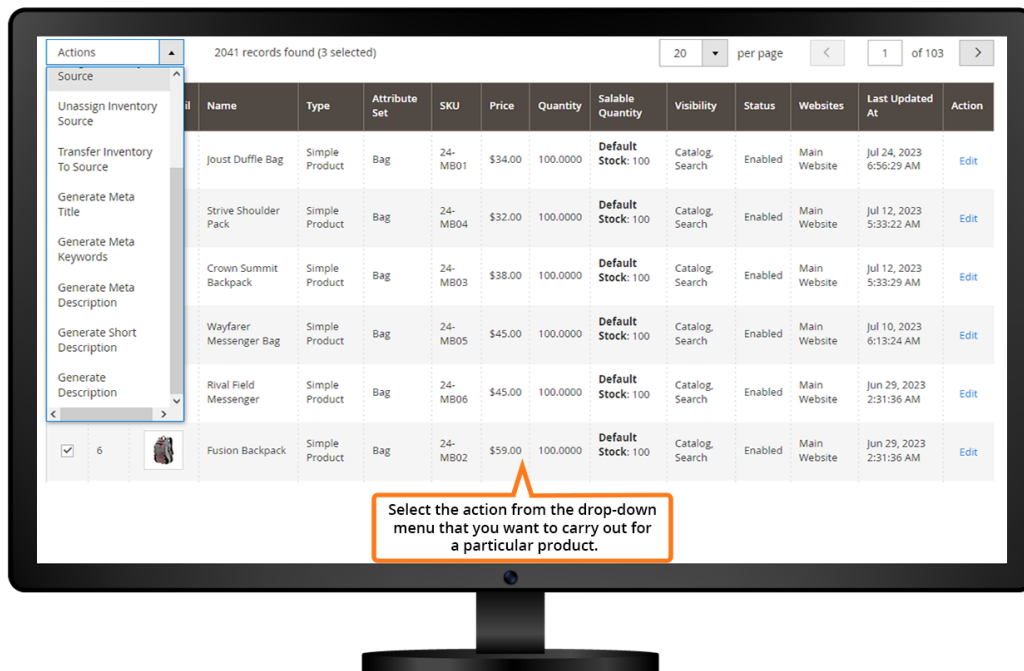 Actions
2041 records found (3 selected)
20
per page
1
of 103
Source
Unassign Inventory
Source
Transfer Inventory
To Source
Generate Meta
Title
Generate Meta
Keywords
Generate Meta
Description
Generate Short
Description
Generate
Description
Name
Type
Attribute
Set
SKU
Price
Quantity
Salable
Quantity
Visibility
Status
Websites
Last Updated
At
Action
Joust Duffle Bag
Simple
Product
Bag
24-
MB01
$34.00
100.0000
Default
Stock: 100
Catalog,
Search
Enabled
Main
Website
Jul 24, 2023
6:56:29 AM
Edit
Strive Shoulder
Pack
Simple
Product
Bag
24-
MB04
$32.00
100.0000
Default
Stock: 100
Catalog,
Search
Enabled
Main
Website
Jul 12, 2023
5:33:22 AM
Edit
Crown Summit
Backpack
Simple
Product
Bag
24-
MB03
$38.00
100.0000
Default
Stock: 100
Catalog,
Search
Enabled
Main
Website
Jul 12, 2023
5:33:29 AM
Edit
Wayfarer
Messenger Bag
Simple
Product
Bag
24-
MB05
$45.00
100.0000
Default
Stock: 100
Catalog,
Search
Enabled
Main
Website
Jul 10, 2023
6:13:24 AM
Edit
Rival Field
Messenger
Simple
Product
Bag
24-
MB06
$45.00
100.0000
Default
Stock: 100
Catalog,
Search
Enabled
Main
Website
Jun 29, 2023
2:31:36 AM
Edit
6
Fusion Backpack
Simple
Product
Bag
24-
MB02
$59.00
100.0000
Default
Stock: 100
Catalog,
Search
Enabled
Main
Website
Jun 29, 2023
2:31:36 AM
Edit
Select the action from the drop-down
menu that you want to carry out for
a particular product.